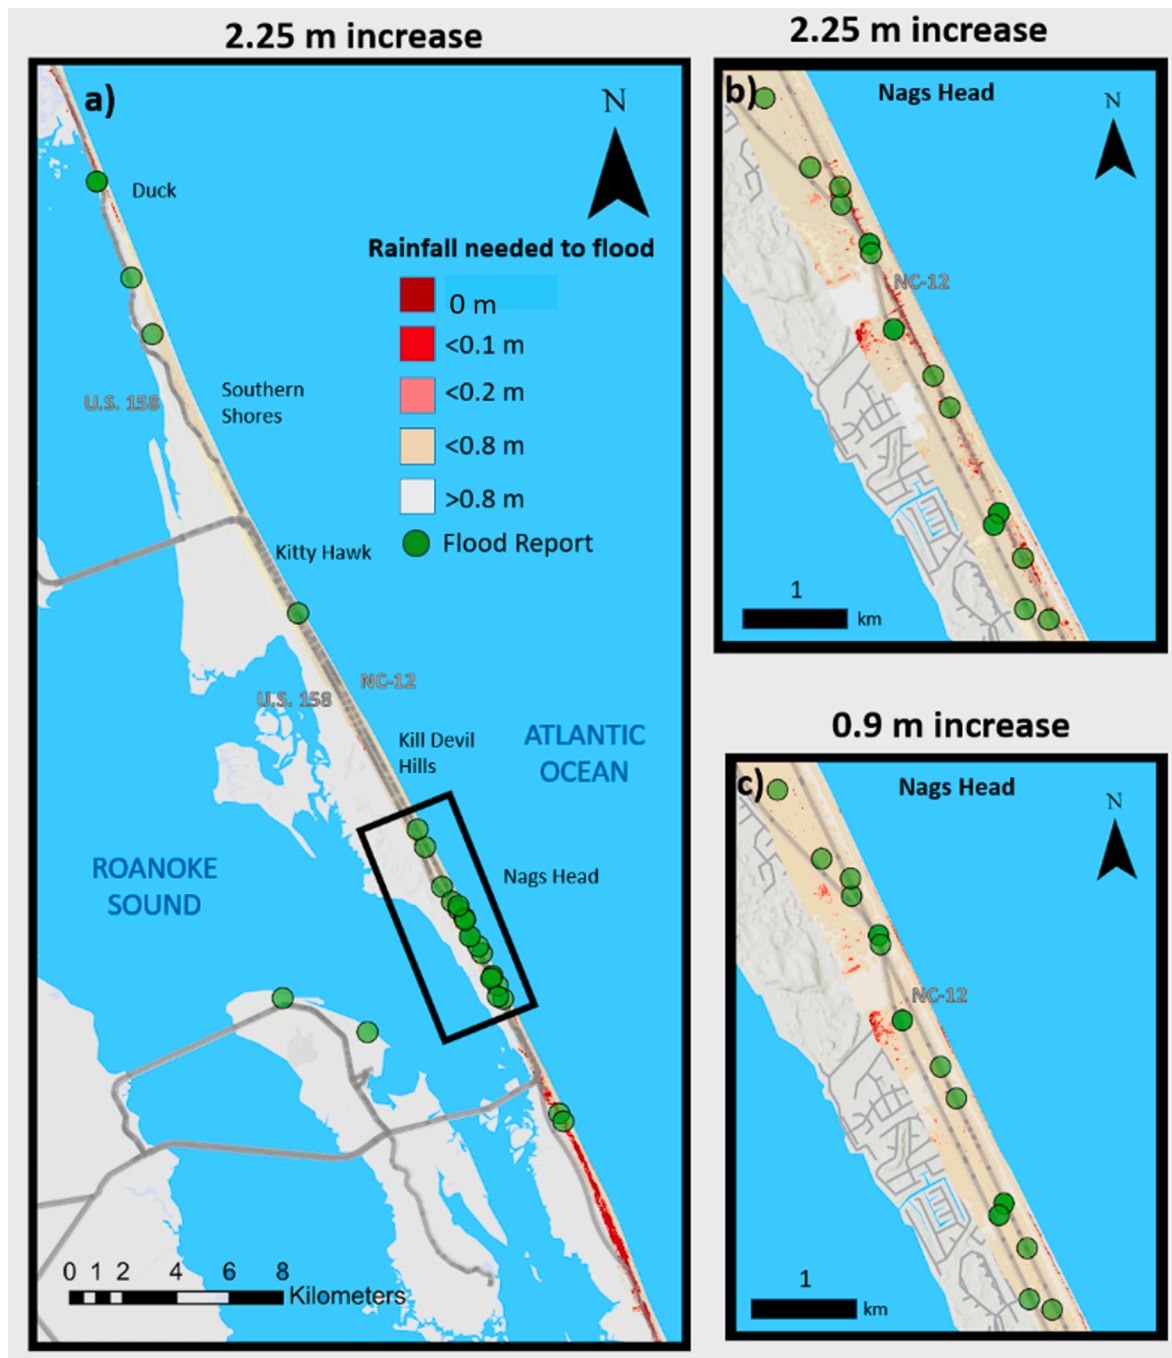 2.25 m increase
a)
N
Duck
Rainfall needed to flood
0 m
<0.1 m
<0.2 m
<0.8 m
>0.8 m
Flood Report
Southern
Shores
U.S. 158
Kitty Hawk
NC-12
U.S. 158
Kill Devil
Hills
ATLANTIC
OCEAN
ROANOKE
SOUND
Nags Head
0 1 2 4 6 8
Kilometers
2.25 m increase
b)
Nags Head
N
NC-12
1
km
0.9 m increase
c)
Nags Head
N
NC-12
1
km